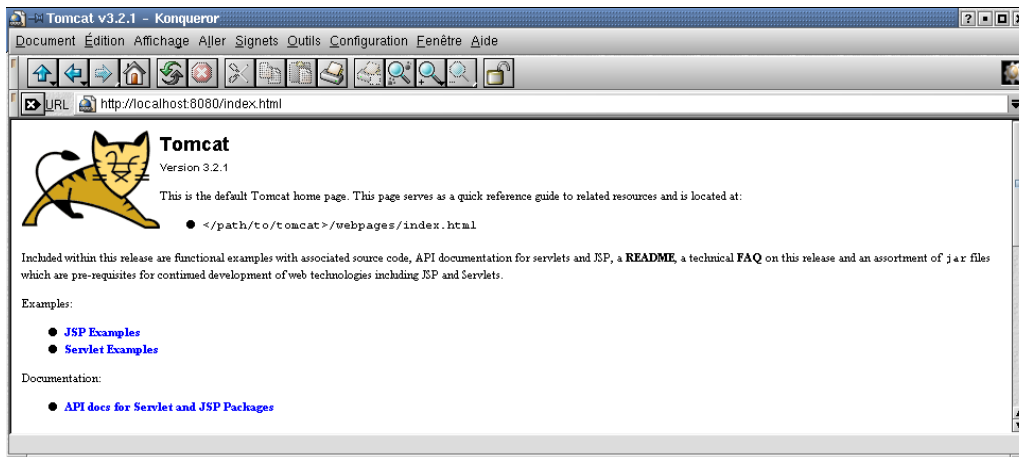 Tomcat v3.2.1 - Konqueror
Document Édition Affichage Aller Signets Outils Configuration Fenêtre Aide
URL http://localhost:8080/index.html
Tomcat
Version 3.2.1
This is the default Tomcat home page. This page serves as a quick reference guide to related resources and is located at:
</path/to/tomcat>/webpages/index.html
Included within this release are functional examples with associated source code, API documentation for servlets and JSP, a README, a technical FAQ on this release and an assortment of jar files
which are pre-requisites for continued development of web technologies including JSP and Servlets.
Examples:
JSP Examples
Servlet Examples
Documentation:
API docs for Servlet and JSP Packages